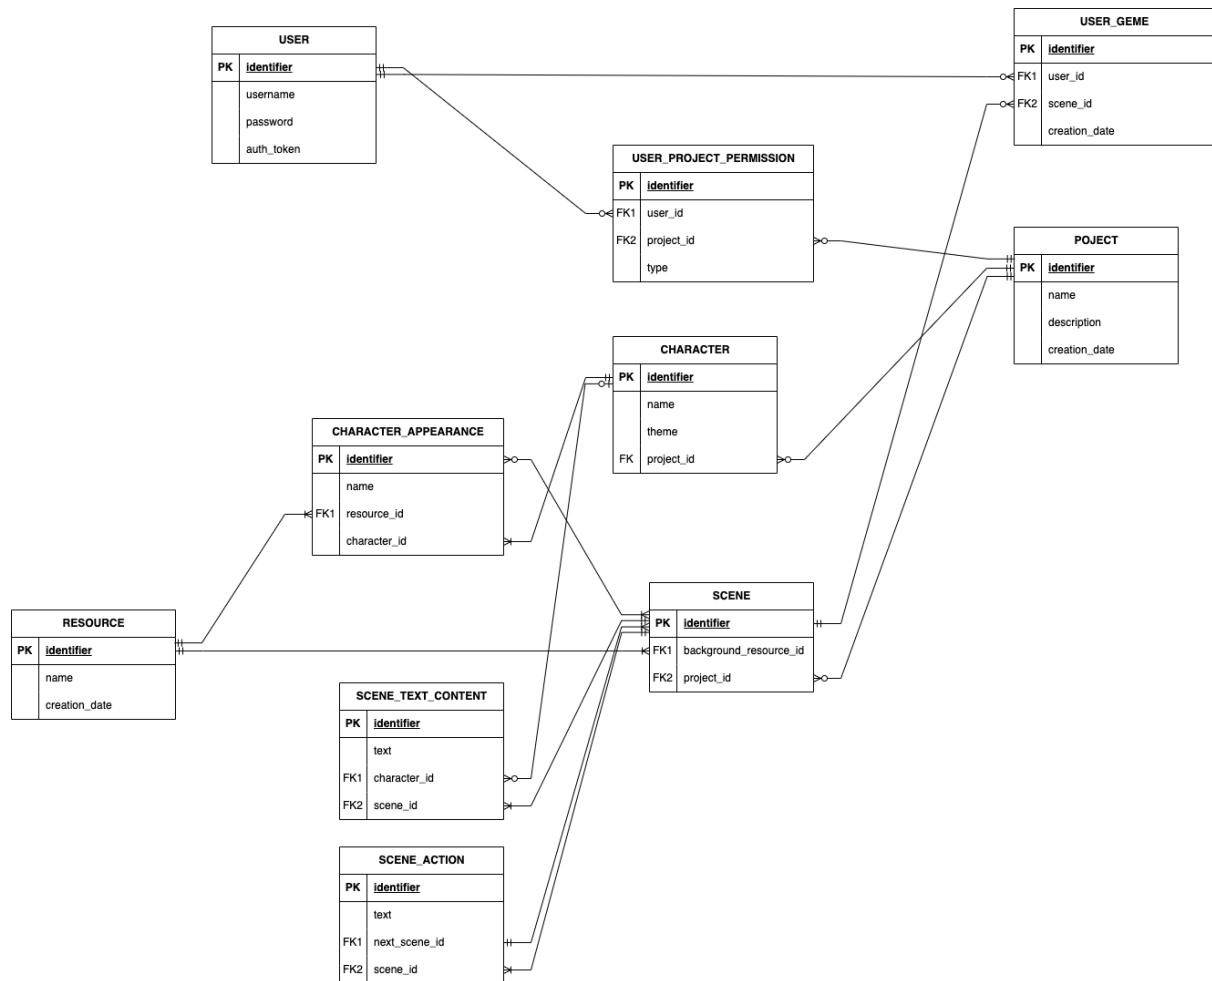 USER
PK identifier
username
password
auth_token
USER_GEME
PK identifier
FK1 user_id
FK2 scene_id
creation_date
USER_PROJECT_PERMISSION
PK identifier
FK1 user_id
FK2 project_id
type
POJECT
PK identifier
name
description
creation_date
CHARACTER
PK identifier
name
theme
FK project_id
CHARACTER_APPEARANCE
PK identifier
name
FK1 resource_id
character_id
SCENE
PK identifier
FK1 background_resource_id
FK2 project_id
RESOURCE
PK identifier
name
creation_date
SCENE_TEXT_CONTENT
PK identifier
text
FK1 character_id
FK2 scene_id
SCENE_ACTION
PK identifier
text
FK1 next_scene_id
FK2 scene_id